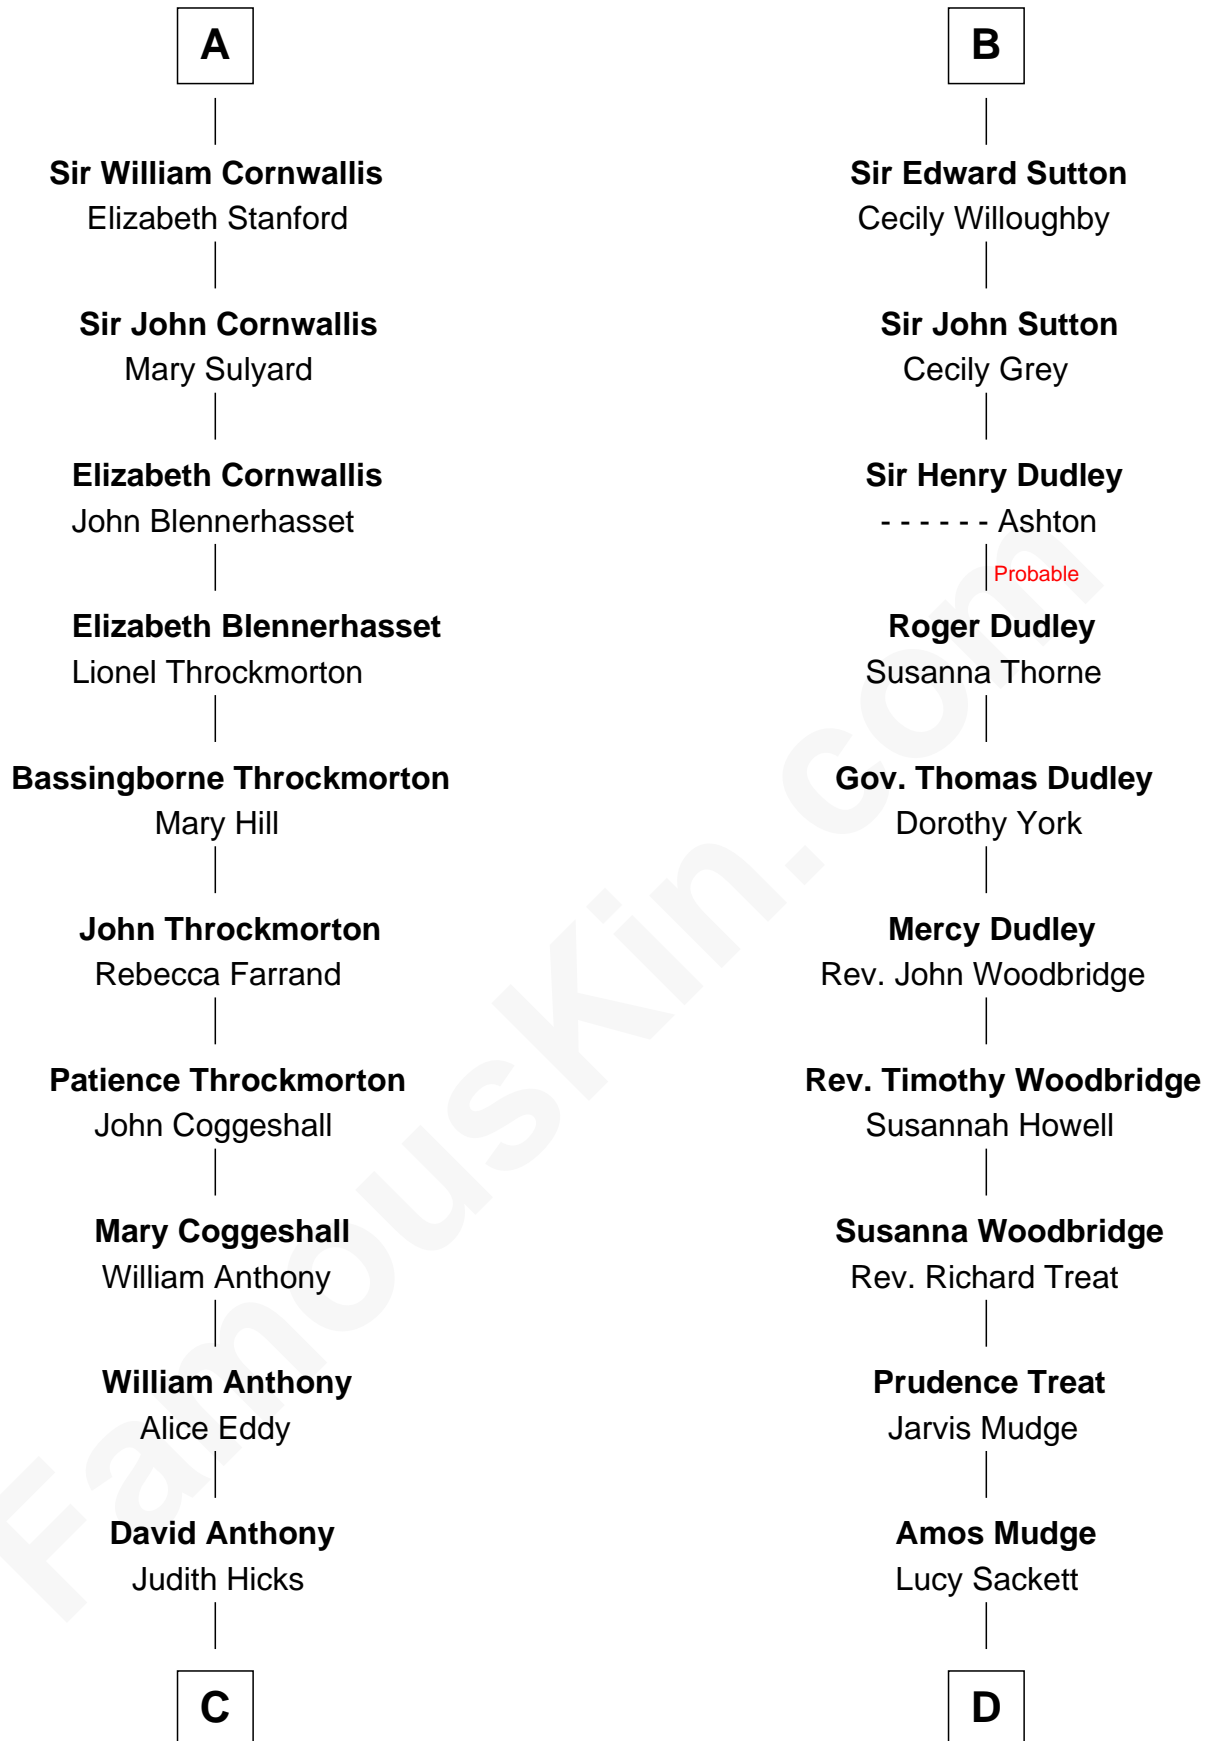 A
Sir William Cornwallis
Elizabeth Stanford
Sir John Cornwallis
Mary Sulyard
Elizabeth Cornwallis
John Blennerhasset
Elizabeth Blennerhasset
Lionel Throckmorton
Bassingborne Throckmorton
Mary Hill
John Throckmorton
Rebecca Farrand
Patience Throckmorton
John Coggeshall
Mary Coggeshall
William Anthony
William Anthony
Alice Eddy
David Anthony
Judith Hicks
C
B
Sir Edward Sutton
Cecily Willoughby
Sir John Sutton
Cecily Grey
Sir Henry Dudley
- - - - - - Ashton
Probable
Roger Dudley
Susanna Thorne
Gov. Thomas Dudley
Dorothy York
Mercy Dudley
Rev. John Woodbridge
Rev. Timothy Woodbridge
Susannah Howell
Susanna Woodbridge
Rev. Richard Treat
Prudence Treat
Jarvis Mudge
Amos Mudge
Lucy Sackett
D
FamousKin.com